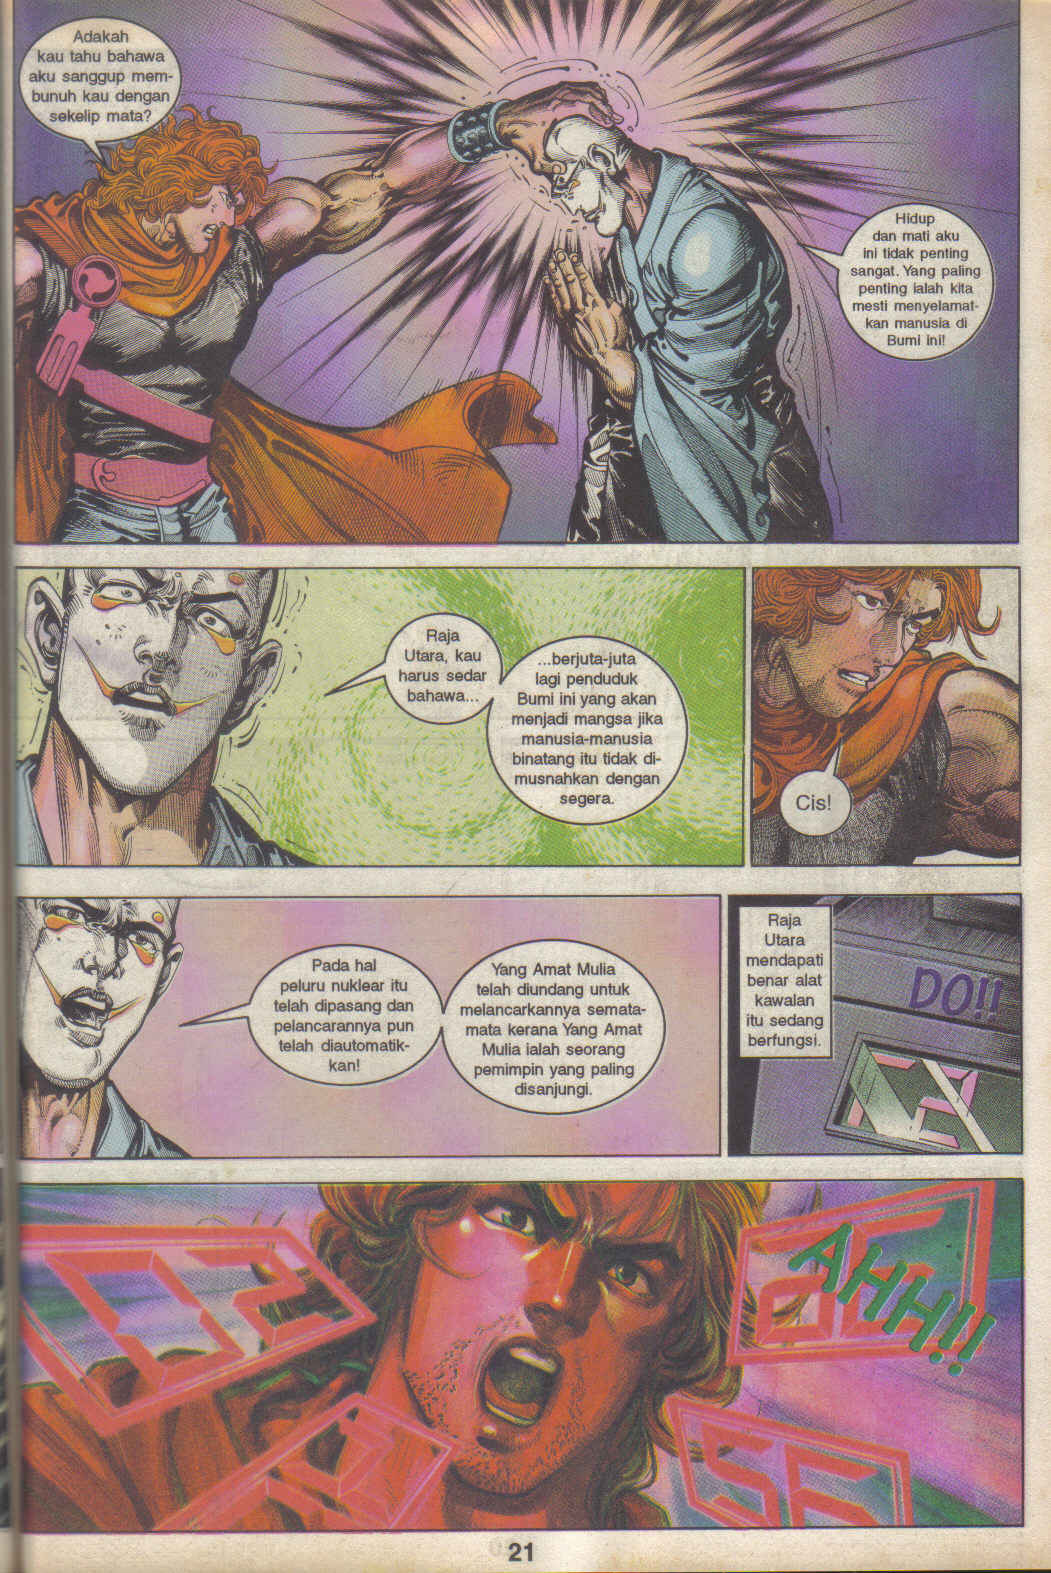 Adakah
kau tahu bahawa
aku sanggup mem-
bunuh kau dengan
sekelip mata?
Hidup
dan mati aku
ini tidak penting
sangat. Yang paling
penting ialah kita
mesti menyelamat-
kan manusia di
Bumi ini!
Raja
Utara, kau
harus sedar
bahawa...
...berjuta-juta
lagi penduduk
Bumi ini yang akan
menjadi mangsa jika
manusia-manusia
binatang itu tidak di-
musnahkan dengan
segera.
Cis!
Pada hal
peluru nuklear itu
telah dipasang dan
pelancarannya pun
telah diautomatik-
kan!
Yang Amat Mulia
telah diundang untuk
melancarkannya semata-
mata kerana Yang Amat
Mulia ialah seorang
pemimpin yang paling
disanjungi.
Raja
Utara
mendapati
benar alat
kawalan
itu sedang
berfungsi.
DO!!
AHH!!
21